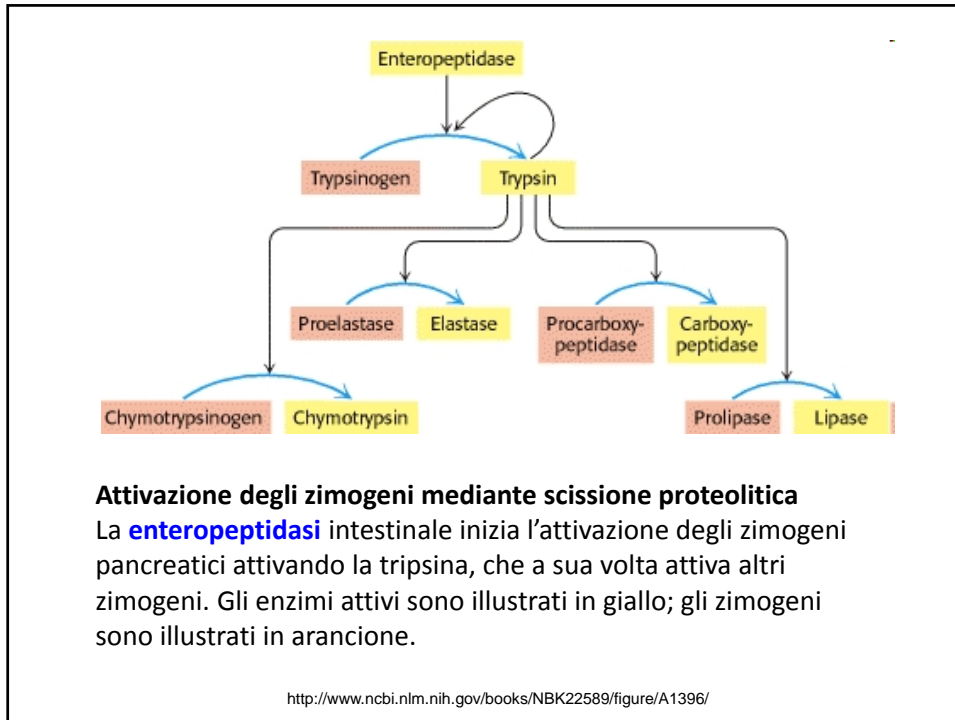 Enteropeptidase
Trypsinogen
Trypsin
Proelastase
Elastase
Procarboxy-
peptidase
Carboxy-
peptidase
Chymotrypsinogen
Chymotrypsin
Prolipase
Lipase
Attivazione degli zimogeni mediante scissione proteolitica
La enteropeptidasi intestinale inizia l’attivazione degli zimogeni
pancreatici attivando la tripsina, che a sua volta attiva altri
zimogeni. Gli enzimi attivi sono illustrati in giallo; gli zimogeni
sono illustrati in arancione.
http://www.ncbi.nlm.nih.gov/books/NBK22589/figure/A1396/